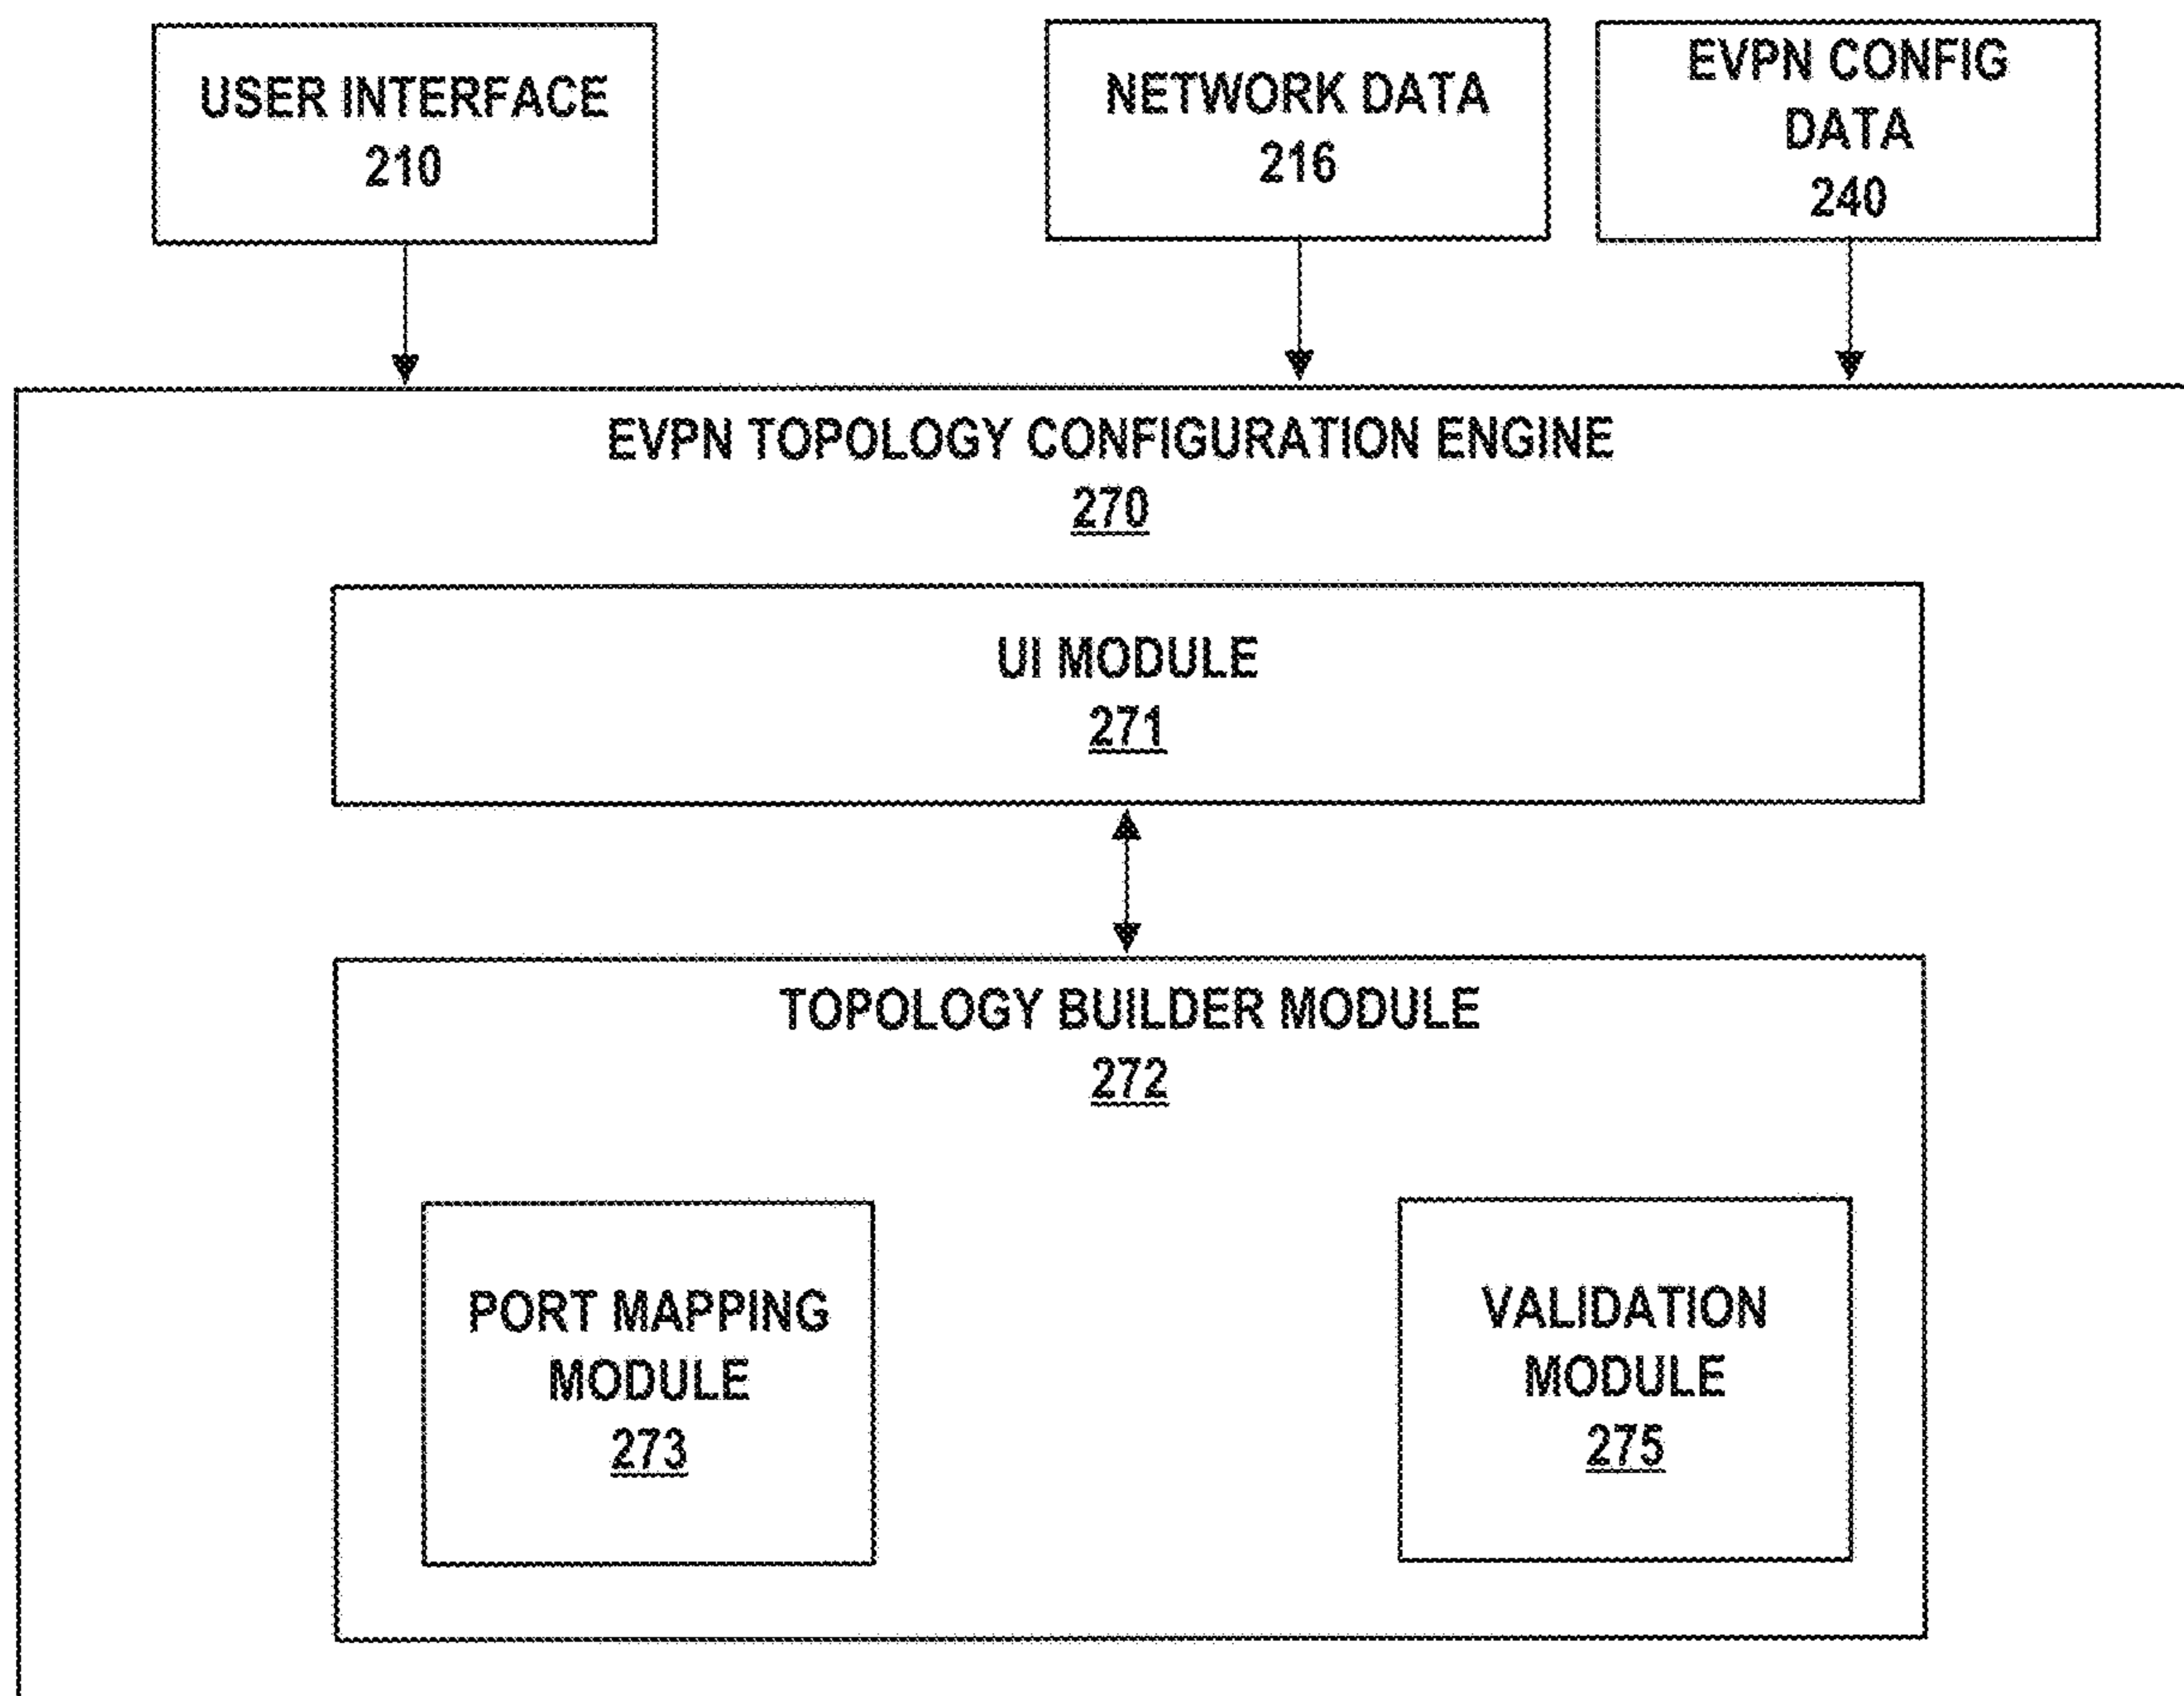 USER INTERFACE
210
NETWORK DATA
216
EVPN CONFIG
DATA
240
EVPN TOPOLOGY CONFIGURATION ENGINE
270
UI MODULE
271
TOPOLOGY BUILDER MODULE
272
PORT MAPPING
MODULE
273
VALIDATION
MODULE
275